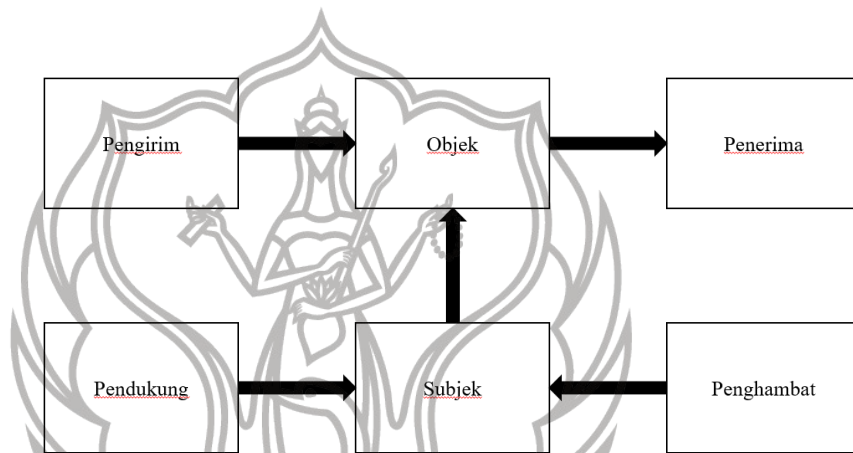 Pengirim
Objek
Penerima
Pendukung
Subjek
Penghambat